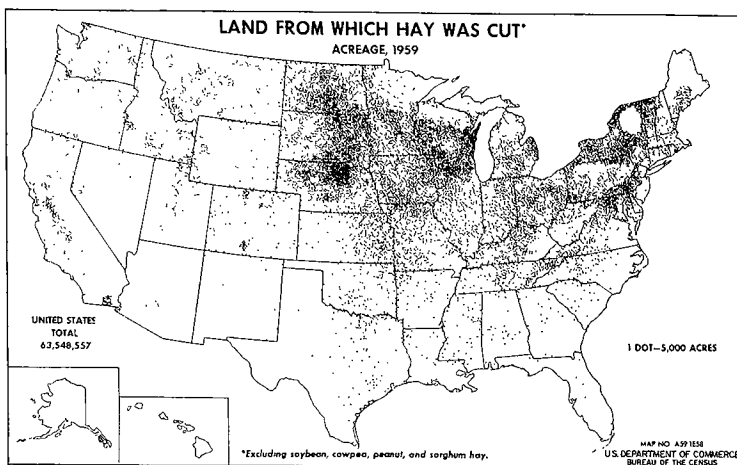 LAND FROM WHICH HAY WAS CUT*
ACREAGE, 1959
UNITED STATES
TOTAL
63,548,557
1 DOT—5,000 ACRES
*Excluding soybean, cowpea, peanut, and sorghum hay.
MAP NO A59 1E58
U.S. DEPARTMENT OF COMMERCE
BUREAU OF THE CENSUS